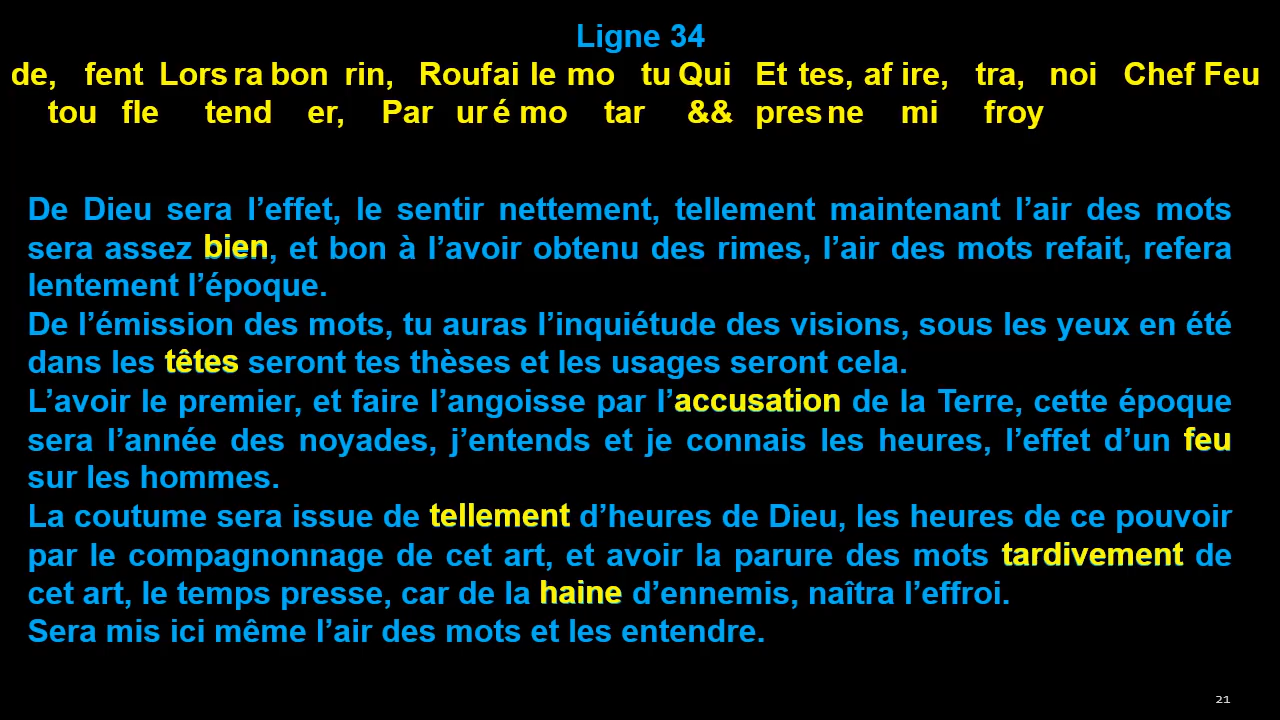 Ligne 34
de, fent Lors ra bon rin, Roufai le mo tu Qui Et tes, af ire, tra, noi Chef Feu
tou fle tend er, Par ur é mo tar && pres ne mi froy
De Dieu sera l’effet, le sentir nettement, tellement maintenant l’air des mots
sera assez bien, et bon à l’avoir obtenu des rimes, l’air des mots refait, refera
lentement l’époque.
De l’émission des mots, tu auras l’inquiétude des visions, sous les yeux en été
dans les têtes seront tes thèses et les usages seront cela.
L’avoir le premier, et faire l’angoisse par l’accusation de la Terre, cette époque
sera l’année des noyades, j’entends et je connais les heures, l’effet d’un feu
sur les hommes.
La coutume sera issue de tellement d’heures de Dieu, les heures de ce pouvoir
par le compagnonnage de cet art, et avoir la parure des mots tardivement de
cet art, le temps presse, car de la haine d’ennemis, naîtra l’effroi.
Sera mis ici même l’air des mots et les entendre.
21